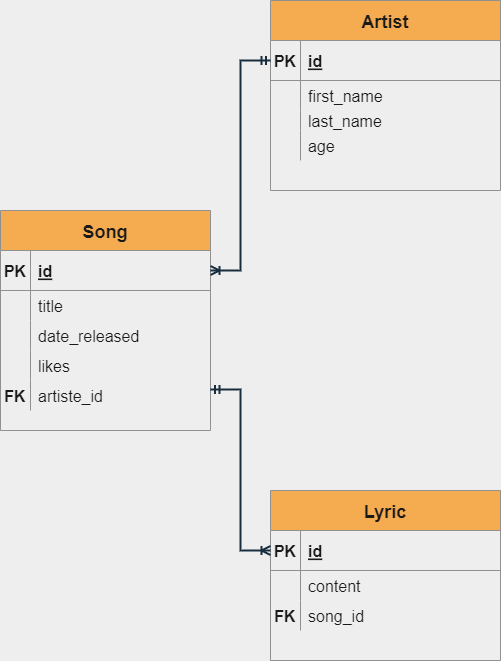 Artist
PK id
first_name
last_name
age
Song
PK id
title
date_released
likes
FK artiste_id
Lyric
PK id
content
FK song_id